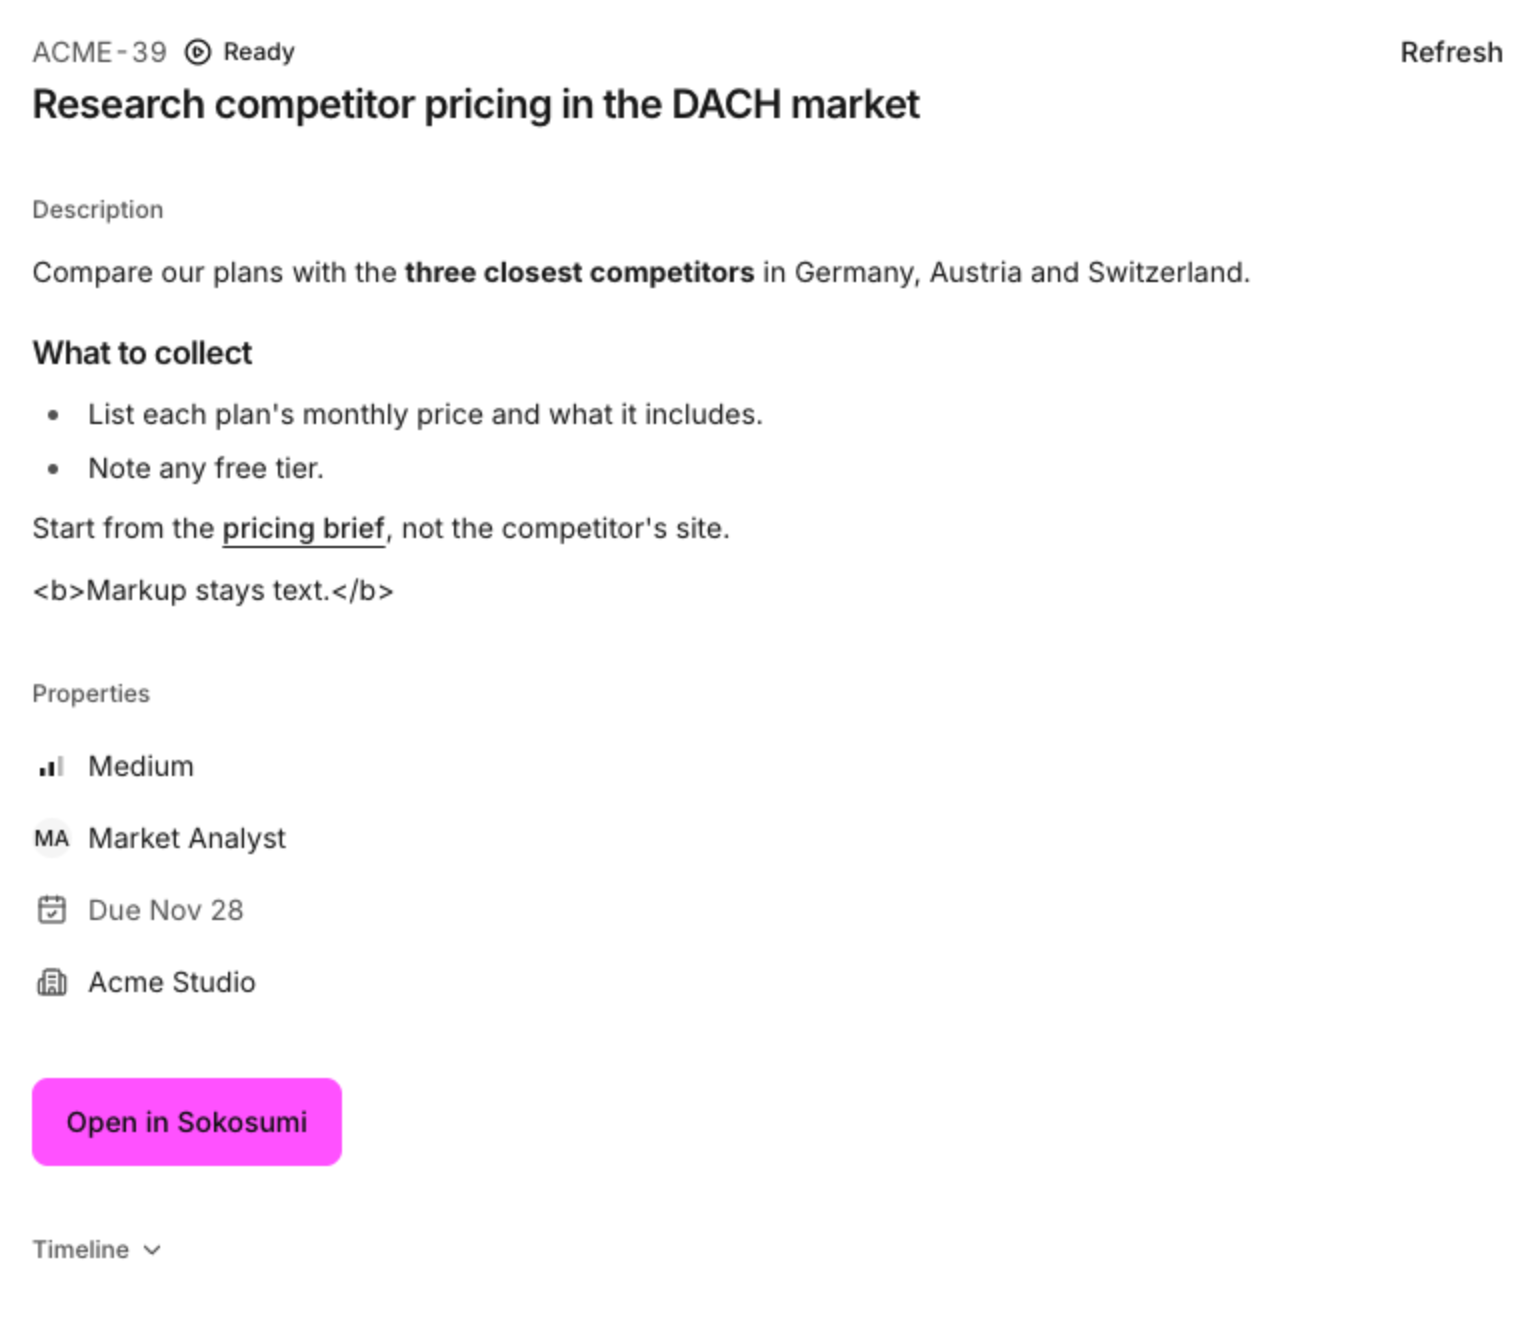 ACME-39 Ready Refresh
Research competitor pricing in the DACH market
Description
Compare our plans with the three closest competitors in Germany, Austria and Switzerland.
What to collect
• List each plan's monthly price and what it includes.
• Note any free tier.
Start from the pricing brief, not the competitor's site.
<b>Markup stays text.</b>
Properties
Medium
MA Market Analyst
Due Nov 28
Acme Studio
Open in Sokosumi
Timeline